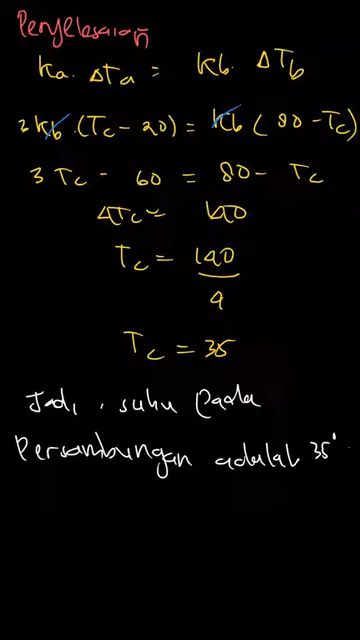 Penyelesaian
ka. ΔTa = kb. ΔTb
3kb.(Tc - 20) = kb(80 - Tc)
3Tc - 60 = 80 - Tc
4Tc = 140
Tc = 140
4
Tc = 35
Jadi, suhu pada
Persambungan adalah 35°